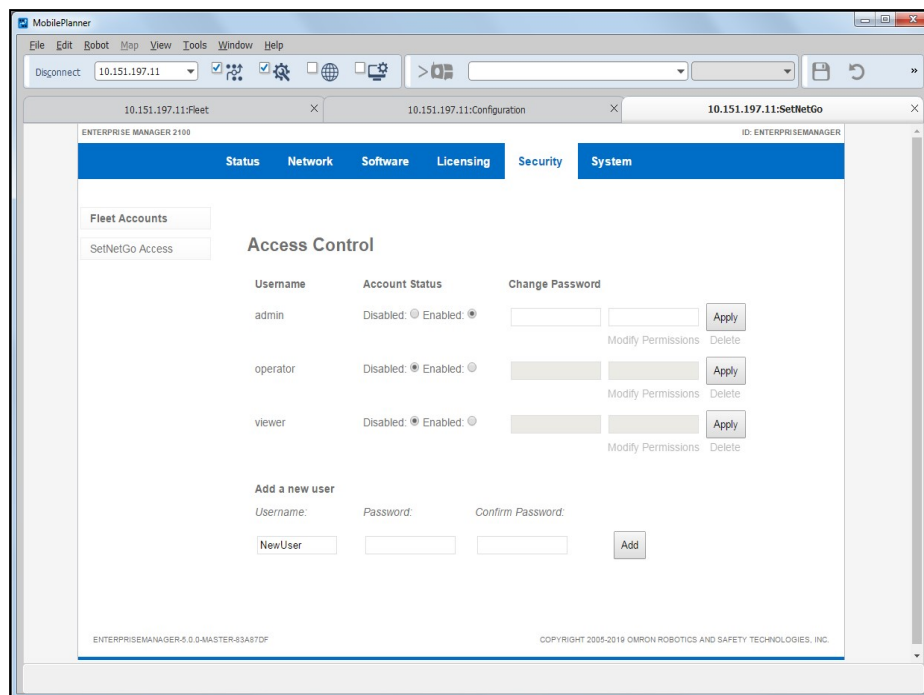 MobilePlanner
File Edit Robot Map View Tools Window Help
Disconnect 10.151.197.11 »
10.151.197.11:Fleet 10.151.197.11:Configuration 10.151.197.11:SetNetGo
ENTERPRISE MANAGER 2100 ID: ENTERPRISEMANAGER
Status Network Software Licensing Security System
Fleet Accounts
SetNetGo Access
Access Control
Username Account Status Change Password
admin Disabled: Enabled: Apply
Modify Permissions Delete
operator Disabled: Enabled: Apply
Modify Permissions Delete
viewer Disabled: Enabled: Apply
Modify Permissions Delete
Add a new user
Username: Password: Confirm Password:
NewUser Add
ENTERPRISEMANAGER-5.0.0-MASTER-83A87DF COPYRIGHT 2005-2019 OMRON ROBOTICS AND SAFETY TECHNOLOGIES, INC.